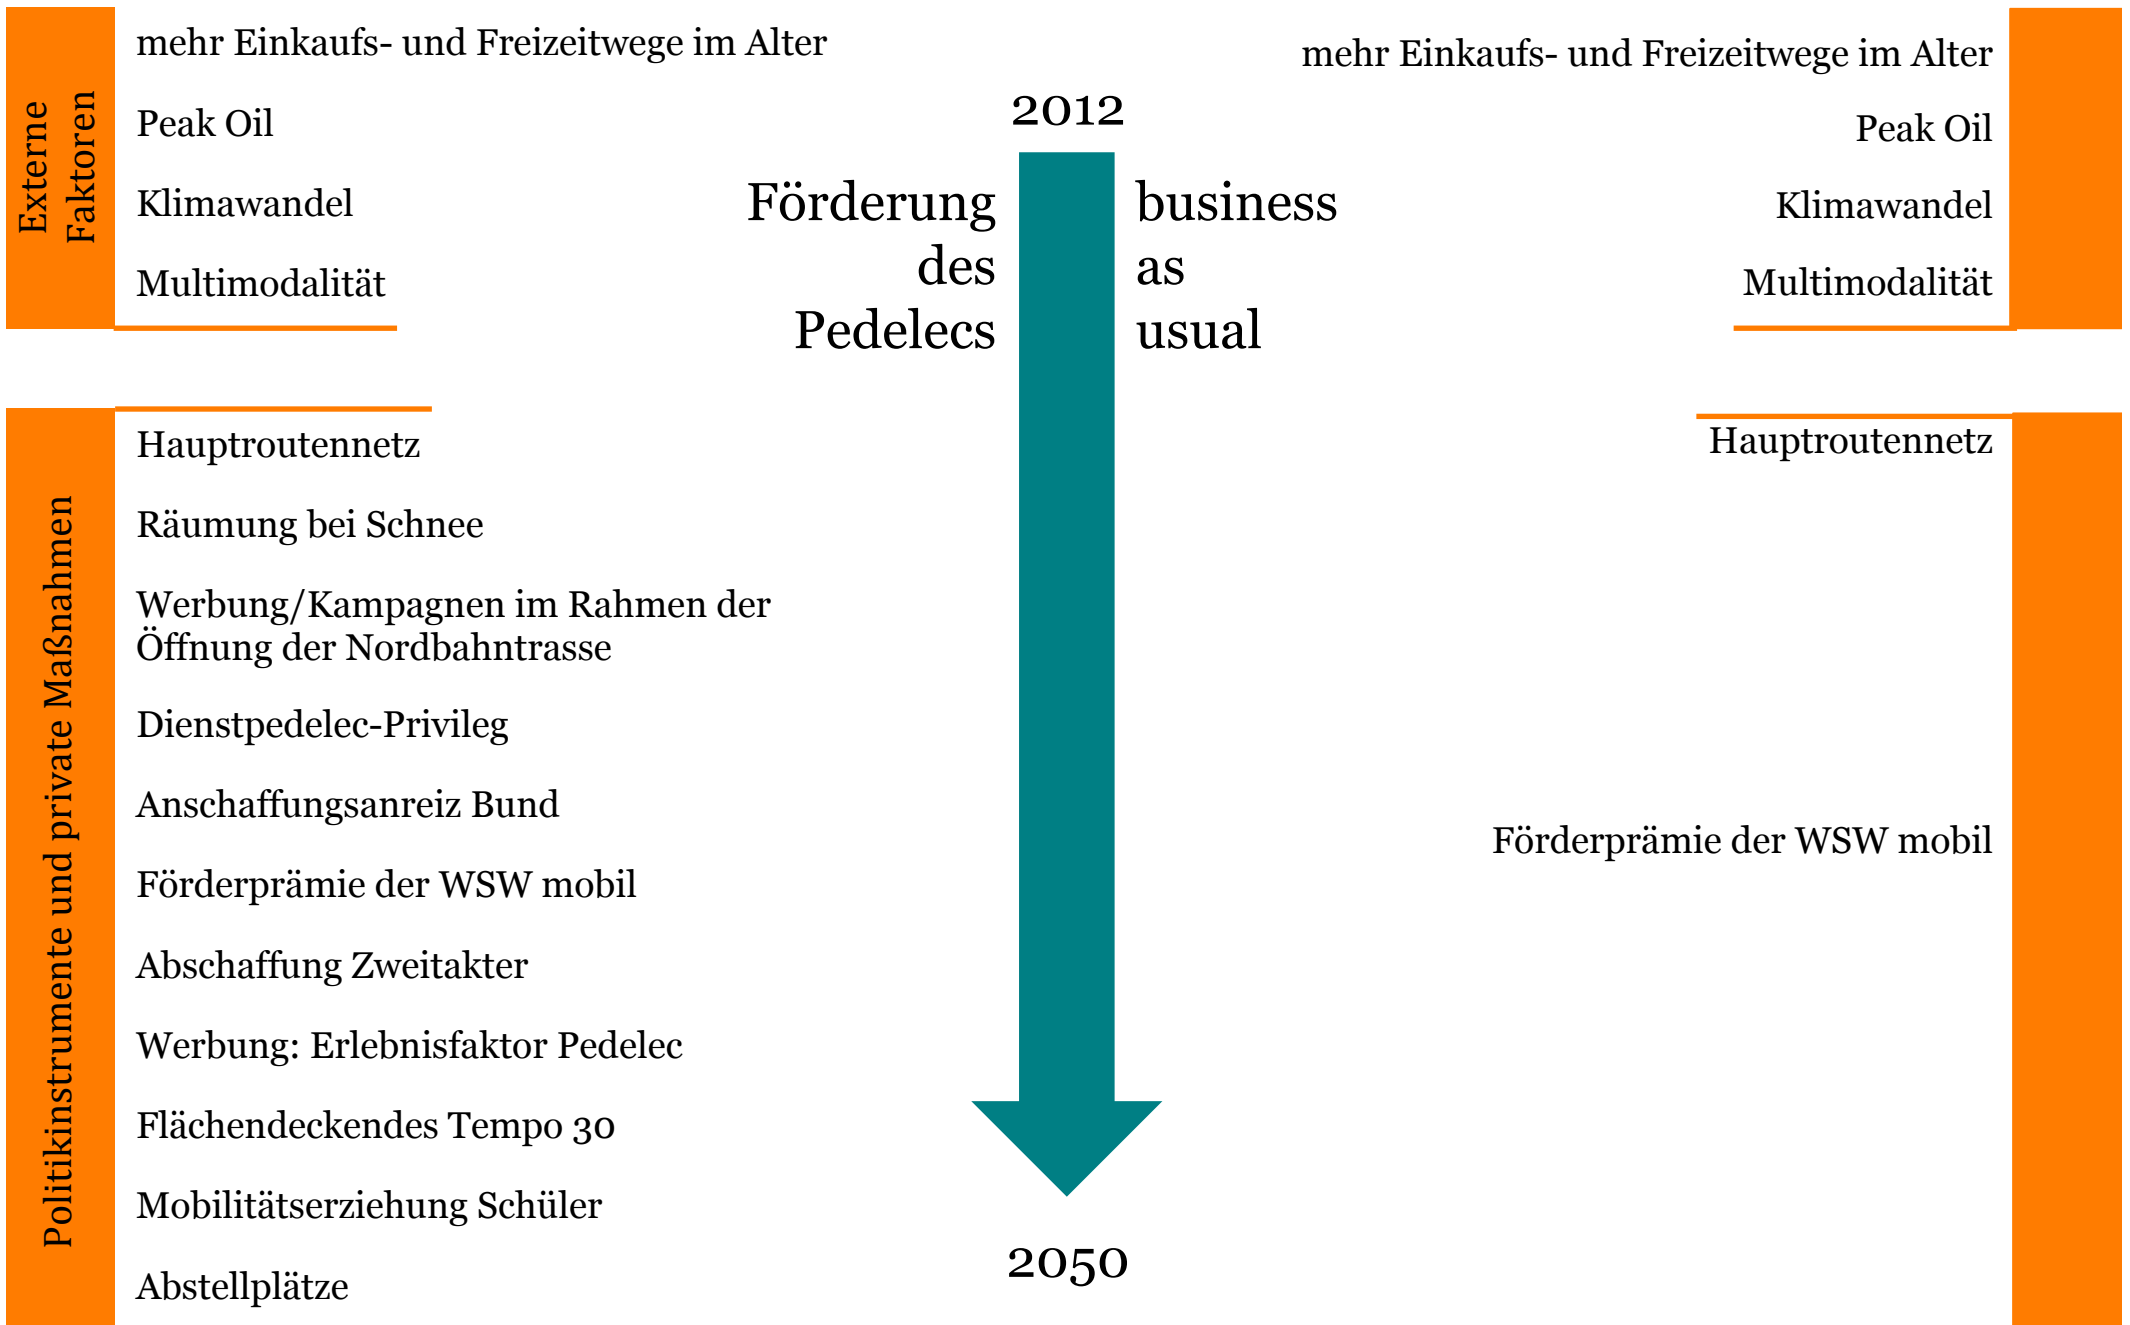 Externe
Faktoren
mehr Einkaufs- und Freizeitwege im Alter
Peak Oil
Klimawandel
Multimodalität
Politikinstrumente und private Maßnahmen
Hauptroutennetz
Räumung bei Schnee
Werbung/Kampagnen im Rahmen der
Öffnung der Nordbahntrasse
Dienstpedelec-Privileg
Anschaffungsanreiz Bund
Förderprämie der WSW mobil
Abschaffung Zweitakter
Werbung: Erlebnisfaktor Pedelec
Flächendeckendes Tempo 30
Mobilitätserziehung Schüler
Abstellplätze
2012
Förderung
des
Pedelecs
business
as
usual
2050
mehr Einkaufs- und Freizeitwege im Alter
Peak Oil
Klimawandel
Multimodalität
Hauptroutennetz
Förderprämie der WSW mobil